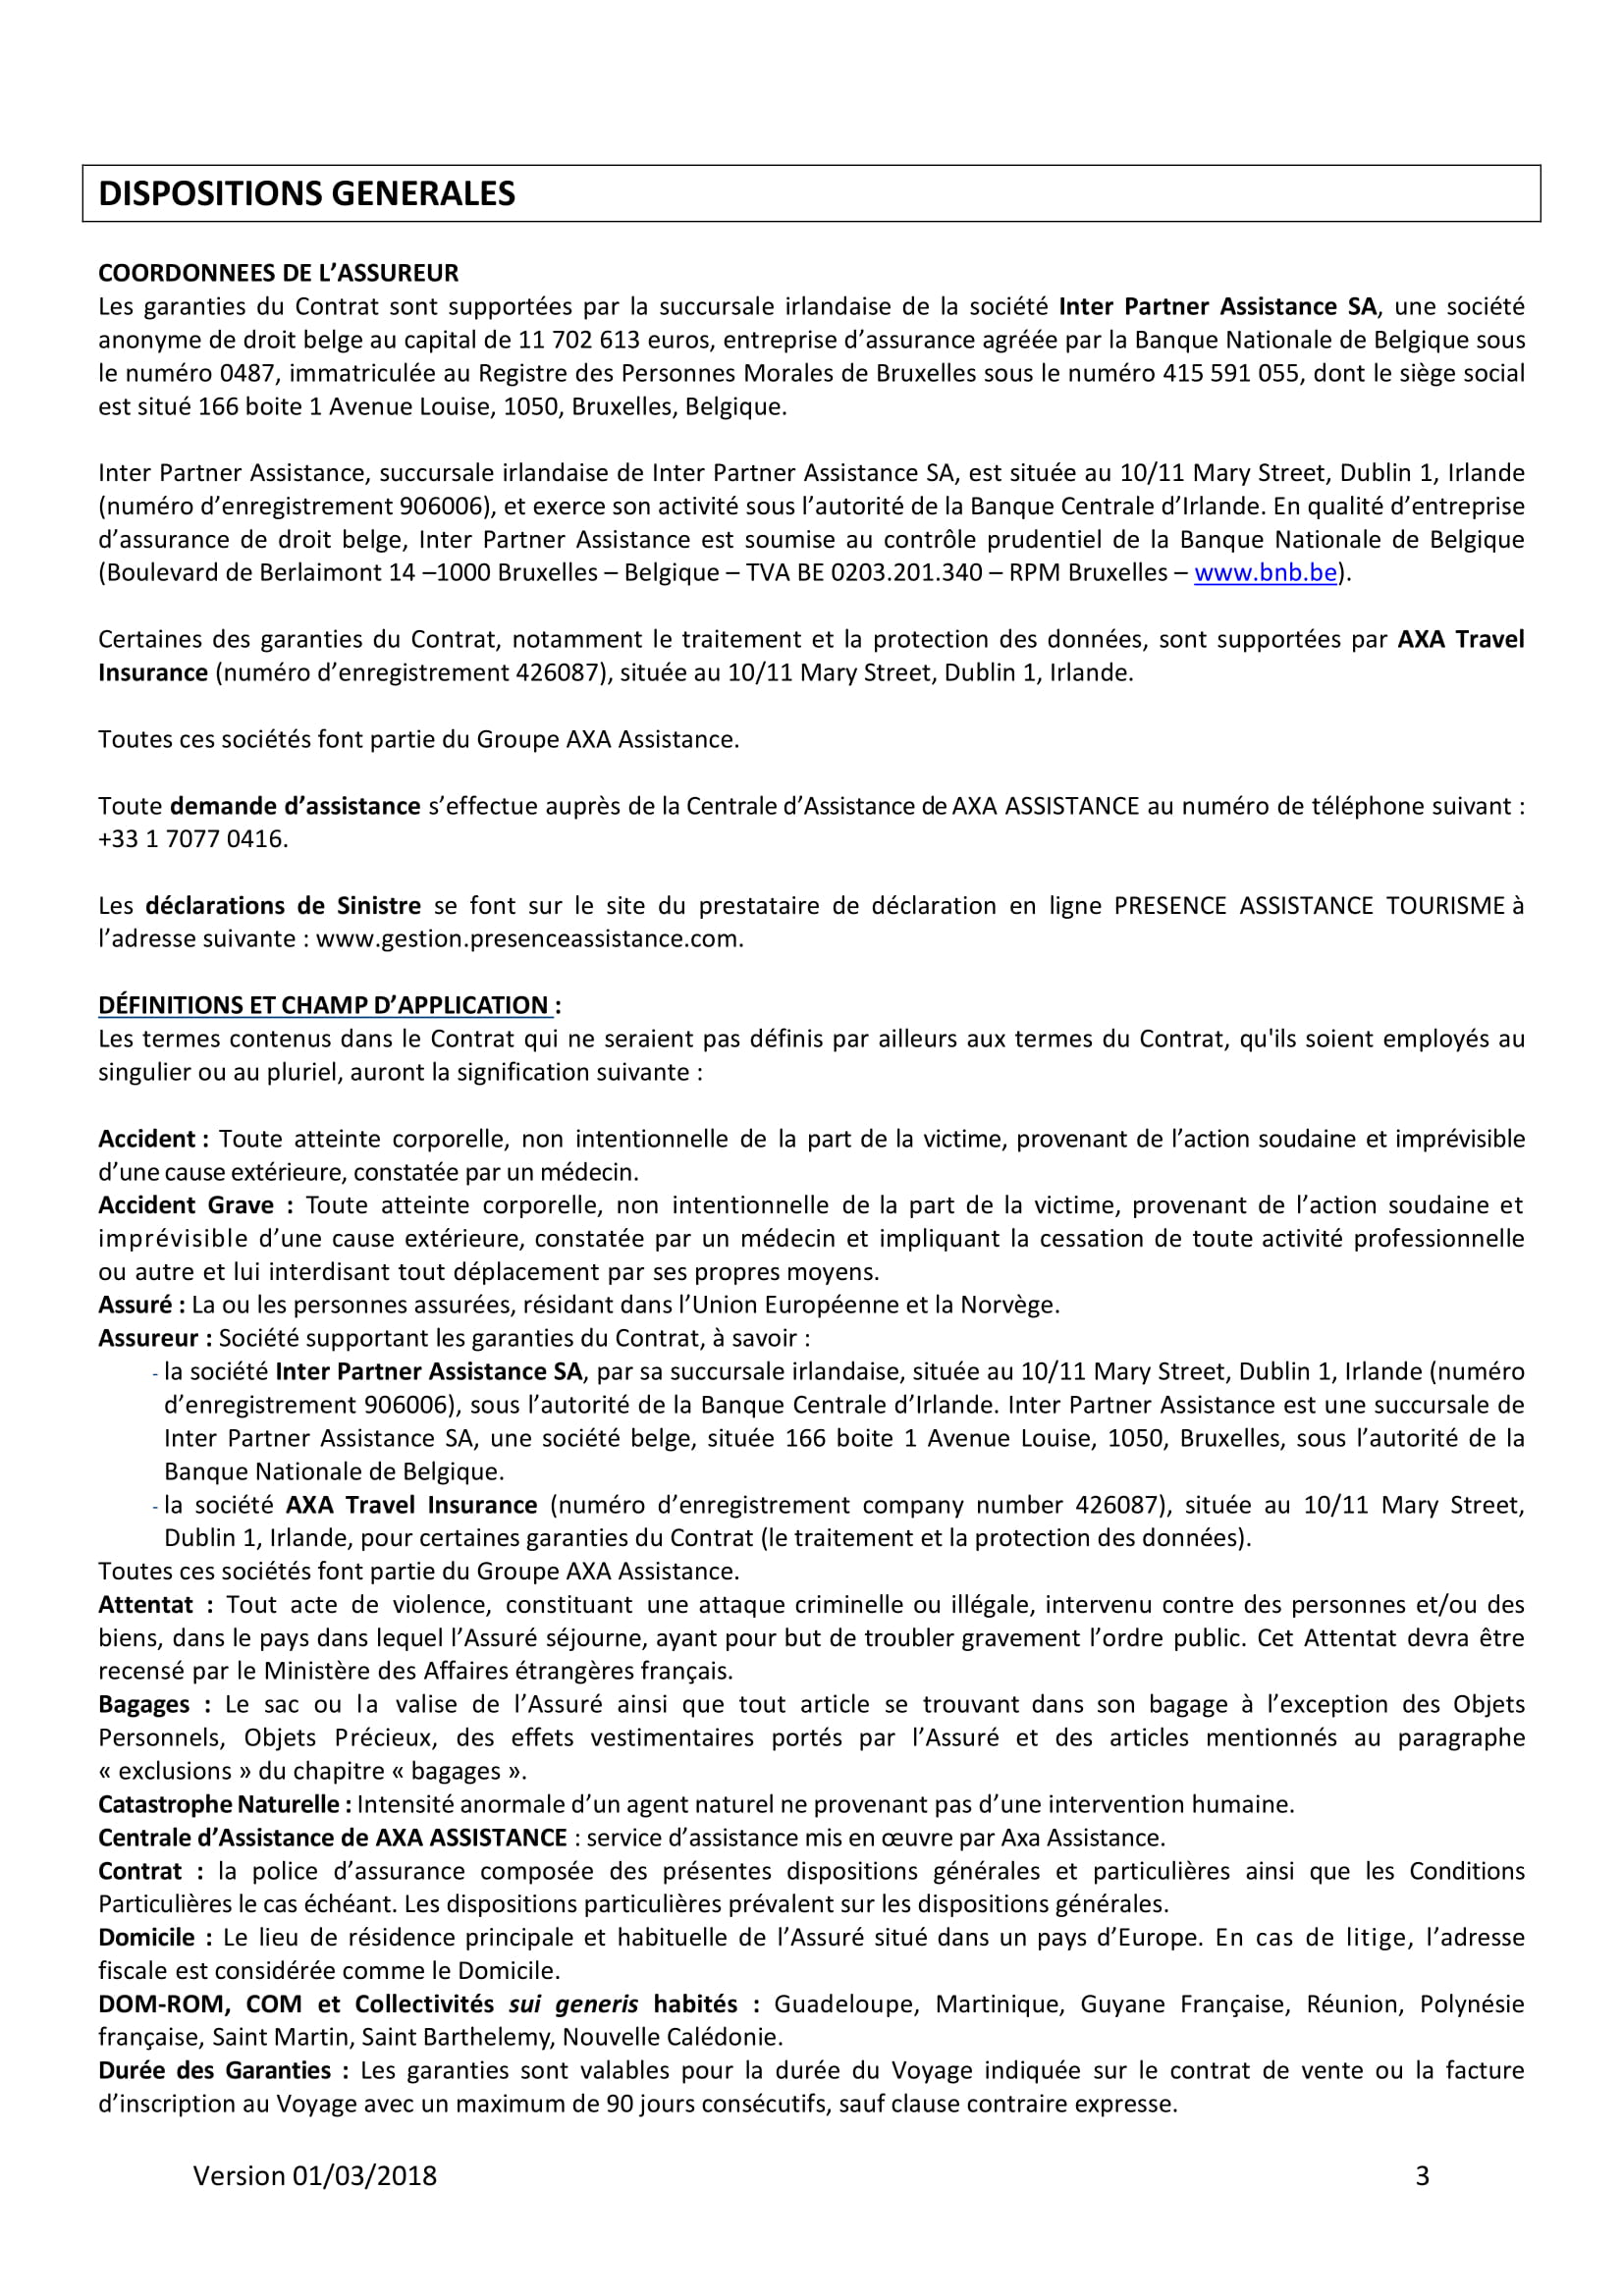 DISPOSITIONS GENERALES
COORDONNEES DE L’ASSUREUR
Les garanties du Contrat sont supportées par la succursale irlandaise de la société Inter Partner Assistance SA, une société
anonyme de droit belge au capital de 11 702 613 euros, entreprise d’assurance agréée par la Banque Nationale de Belgique sous
le numéro 0487, immatriculée au Registre des Personnes Morales de Bruxelles sous le numéro 415 591 055, dont le siège social
est situé 166 boite 1 Avenue Louise, 1050, Bruxelles, Belgique.
Inter Partner Assistance, succursale irlandaise de Inter Partner Assistance SA, est située au 10/11 Mary Street, Dublin 1, Irlande
(numéro d’enregistrement 906006), et exerce son activité sous l’autorité de la Banque Centrale d’Irlande. En qualité d’entreprise
d’assurance de droit belge, Inter Partner Assistance est soumise au contrôle prudentiel de la Banque Nationale de Belgique
(Boulevard de Berlaimont 14 –1000 Bruxelles – Belgique – TVA BE 0203.201.340 – RPM Bruxelles – www.bnb.be).
Certaines des garanties du Contrat, notamment le traitement et la protection des données, sont supportées par AXA Travel
Insurance (numéro d’enregistrement 426087), située au 10/11 Mary Street, Dublin 1, Irlande.
Toutes ces sociétés font partie du Groupe AXA Assistance.
Toute demande d’assistance s’effectue auprès de la Centrale d’Assistance de AXA ASSISTANCE au numéro de téléphone suivant :
+33 1 7077 0416.
Les déclarations de Sinistre se font sur le site du prestataire de déclaration en ligne PRESENCE ASSISTANCE TOURISME à
l’adresse suivante : www.gestion.presenceassistance.com.
DÉFINITIONS ET CHAMP D’APPLICATION :
Les termes contenus dans le Contrat qui ne seraient pas définis par ailleurs aux termes du Contrat, qu'ils soient employés au
singulier ou au pluriel, auront la signification suivante :
Accident : Toute atteinte corporelle, non intentionnelle de la part de la victime, provenant de l’action soudaine et imprévisible
d’une cause extérieure, constatée par un médecin.
Accident Grave : Toute atteinte corporelle, non intentionnelle de la part de la victime, provenant de l’action soudaine et
imprévisible d’une cause extérieure, constatée par un médecin et impliquant la cessation de toute activité professionnelle
ou autre et lui interdisant tout déplacement par ses propres moyens.
Assuré : La ou les personnes assurées, résidant dans l’Union Européenne et la Norvège.
Assureur : Société supportant les garanties du Contrat, à savoir :
- la société Inter Partner Assistance SA, par sa succursale irlandaise, située au 10/11 Mary Street, Dublin 1, Irlande (numéro
d’enregistrement 906006), sous l’autorité de la Banque Centrale d’Irlande. Inter Partner Assistance est une succursale de
Inter Partner Assistance SA, une société belge, située 166 boite 1 Avenue Louise, 1050, Bruxelles, sous l’autorité de la
Banque Nationale de Belgique.
- la société AXA Travel Insurance (numéro d’enregistrement company number 426087), située au 10/11 Mary Street,
Dublin 1, Irlande, pour certaines garanties du Contrat (le traitement et la protection des données).
Toutes ces sociétés font partie du Groupe AXA Assistance.
Attentat : Tout acte de violence, constituant une attaque criminelle ou illégale, intervenu contre des personnes et/ou des
biens, dans le pays dans lequel l’Assuré séjourne, ayant pour but de troubler gravement l’ordre public. Cet Attentat devra être
recensé par le Ministère des Affaires étrangères français.
Bagages : Le sac ou la valise de l’Assuré ainsi que tout article se trouvant dans son bagage à l’exception des Objets
Personnels, Objets Précieux, des effets vestimentaires portés par l’Assuré et des articles mentionnés au paragraphe
« exclusions » du chapitre « bagages ».
Catastrophe Naturelle : Intensité anormale d’un agent naturel ne provenant pas d’une intervention humaine.
Centrale d’Assistance de AXA ASSISTANCE : service d’assistance mis en œuvre par Axa Assistance.
Contrat : la police d’assurance composée des présentes dispositions générales et particulières ainsi que les Conditions
Particulières le cas échéant. Les dispositions particulières prévalent sur les dispositions générales.
Domicile : Le lieu de résidence principale et habituelle de l’Assuré situé dans un pays d’Europe. En cas de litige, l’adresse
fiscale est considérée comme le Domicile.
DOM-ROM, COM et Collectivités sui generis habités : Guadeloupe, Martinique, Guyane Française, Réunion, Polynésie
française, Saint Martin, Saint Barthelemy, Nouvelle Calédonie.
Durée des Garanties : Les garanties sont valables pour la durée du Voyage indiquée sur le contrat de vente ou la facture
d’inscription au Voyage avec un maximum de 90 jours consécutifs, sauf clause contraire expresse.
Version 01/03/2018 3